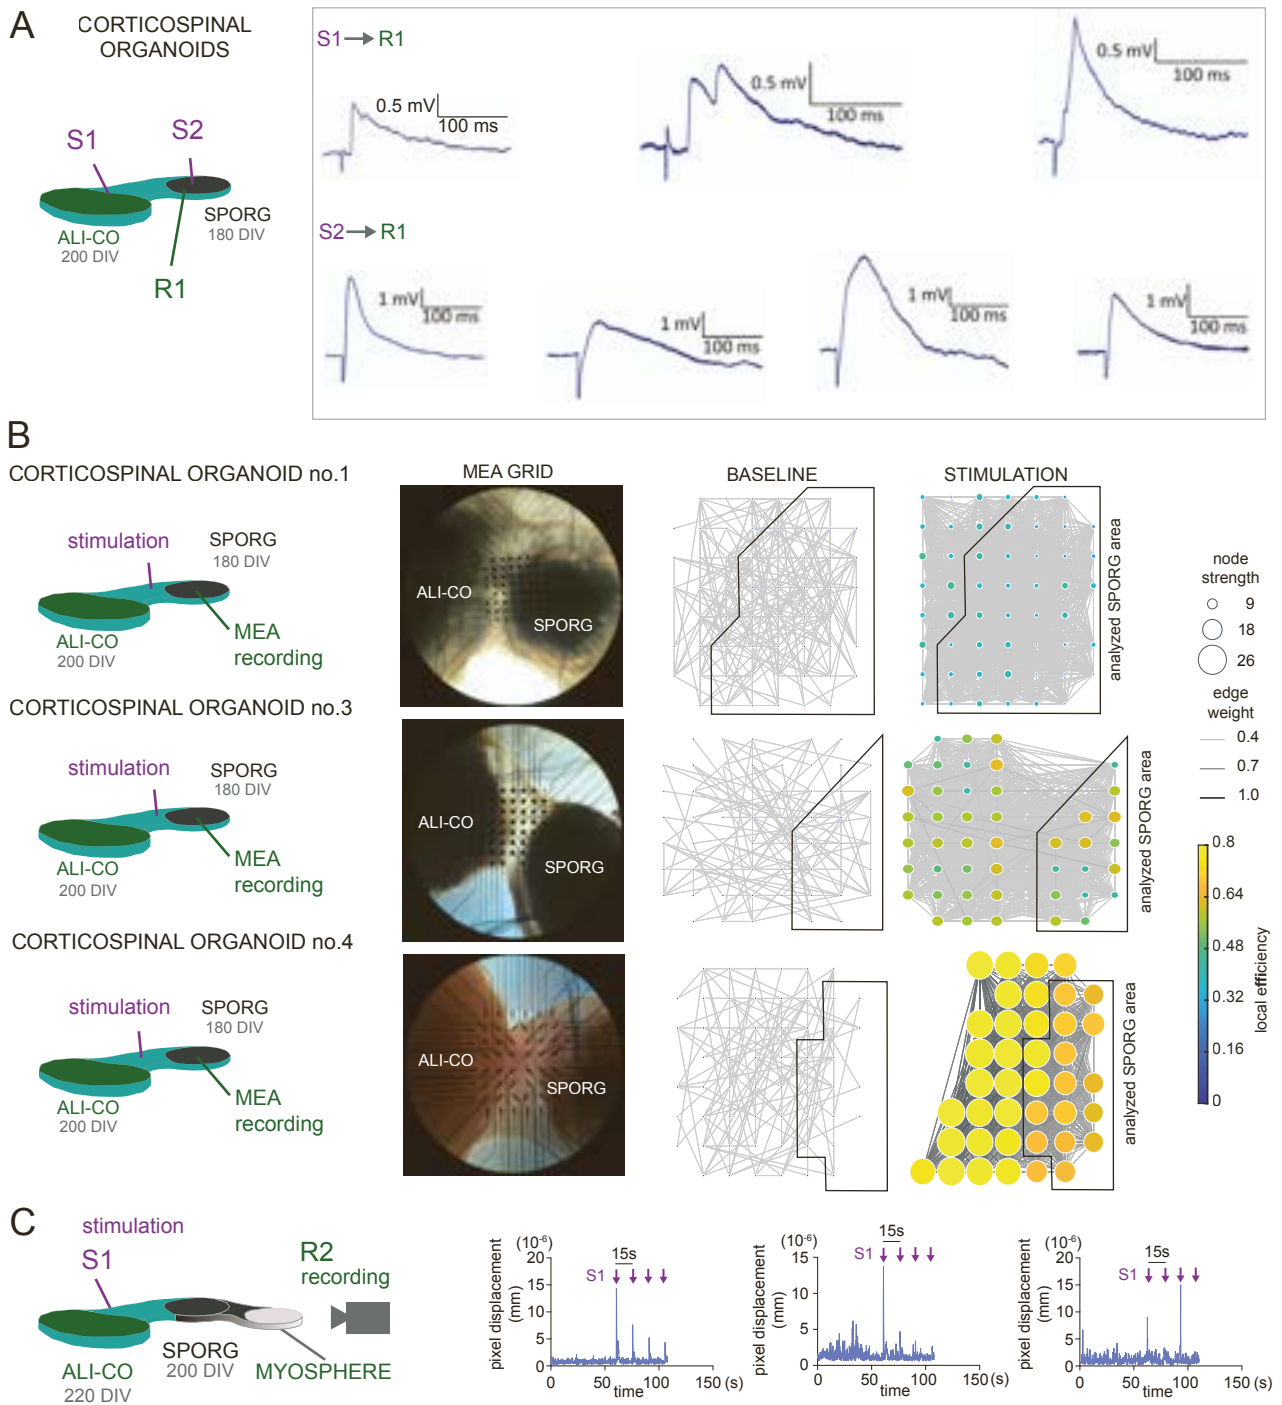 A
CORTICOSPINAL
ORGANOIDS
S1
S2
SPORG
180 DIV
ALI-CO
200 DIV
R1
S1 → R1
0.5 mV
100 ms
0.5 mV
100 ms
0.5 mV
100 ms
S2 → R1
1 mV
100 ms
1 mV
100 ms
1 mV
100 ms
1 mV
100 ms
B
CORTICOSPINAL ORGANOID no.1
MEA GRID
BASELINE
STIMULATION
stimulation
SPORG
180 DIV
ALI-CO
200 DIV
MEA
recording
ALI-CO
SPORG
analyzed SPORG area
CORTICOSPINAL ORGANOID no.3
stimulation
SPORG
180 DIV
ALI-CO
200 DIV
MEA
recording
ALI-CO
SPORG
analyzed SPORG area
CORTICOSPINAL ORGANOID no.4
stimulation
SPORG
180 DIV
ALI-CO
200 DIV
MEA
recording
ALI-CO
SPORG
analyzed SPORG area
node
strength
9
18
26
edge
weight
0.4
0.7
1.0
0.8
0.64
0.48
0.32
0.16
0
local efficiency
C
stimulation
S1
R2
recording
SPORG
200 DIV
MYOSPHERE
ALI-CO
220 DIV
pixel displacement
(mm)
(10⁻⁶)
20
15
10
5
0
S1
15s
0
50
100
150 (s)
time
pixel displacement
(mm)
(10⁻⁶)
15
10
5
0
S1
15s
0
50
100
150 (s)
time
pixel displacement
(mm)
(10⁻⁶)
20
15
10
5
0
S1
15s
0
50
100
150 (s)
time